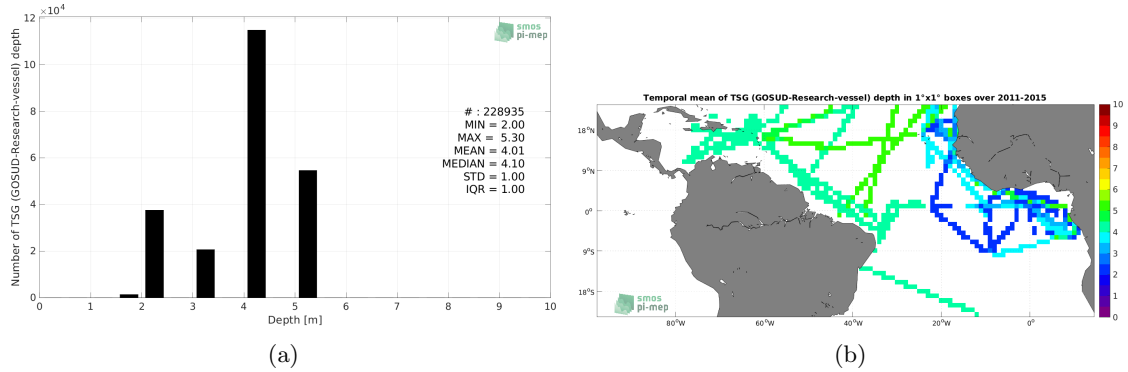 ×10⁴
12
10
8
6
4
2
0
0 1 2 3 4 5 6 7 8 9 10
Number of TSG (GOSUD-Research-vessel) depth
Depth [m]
smos
pi-mep
# : 228935
MIN = 2.00
MAX = 5.30
MEAN = 4.01
MEDIAN = 4.10
STD = 1.00
IQR = 1.00
(a)
Temporal mean of TSG (GOSUD-Research-vessel) depth in 1°x1° boxes over 2011-2015
18°N
9°N
0°
9°S
18°S
80°W 60°W 40°W 20°W 0°
10
9
8
7
6
5
4
3
2
1
0
smos
pi-mep
(b)